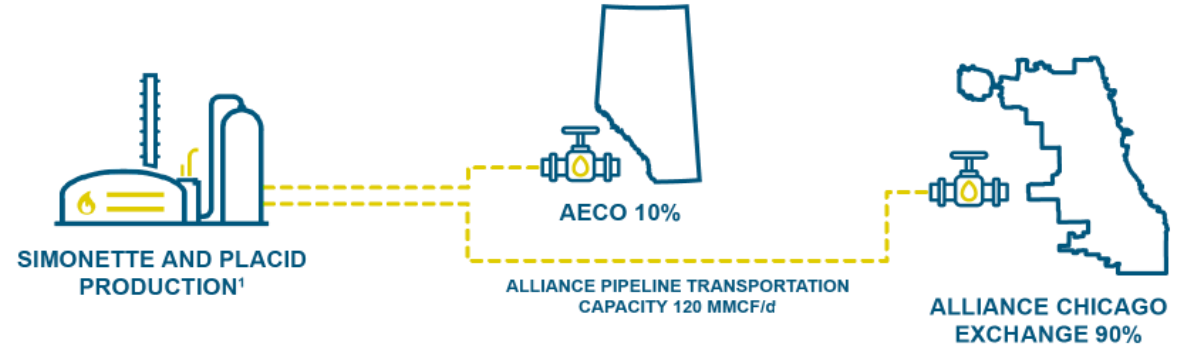 SIMONETTE AND PLACID
PRODUCTION¹
AECO 10%
ALLIANCE PIPELINE TRANSPORTATION
CAPACITY 120 MMCF/d
ALLIANCE CHICAGO
EXCHANGE 90%